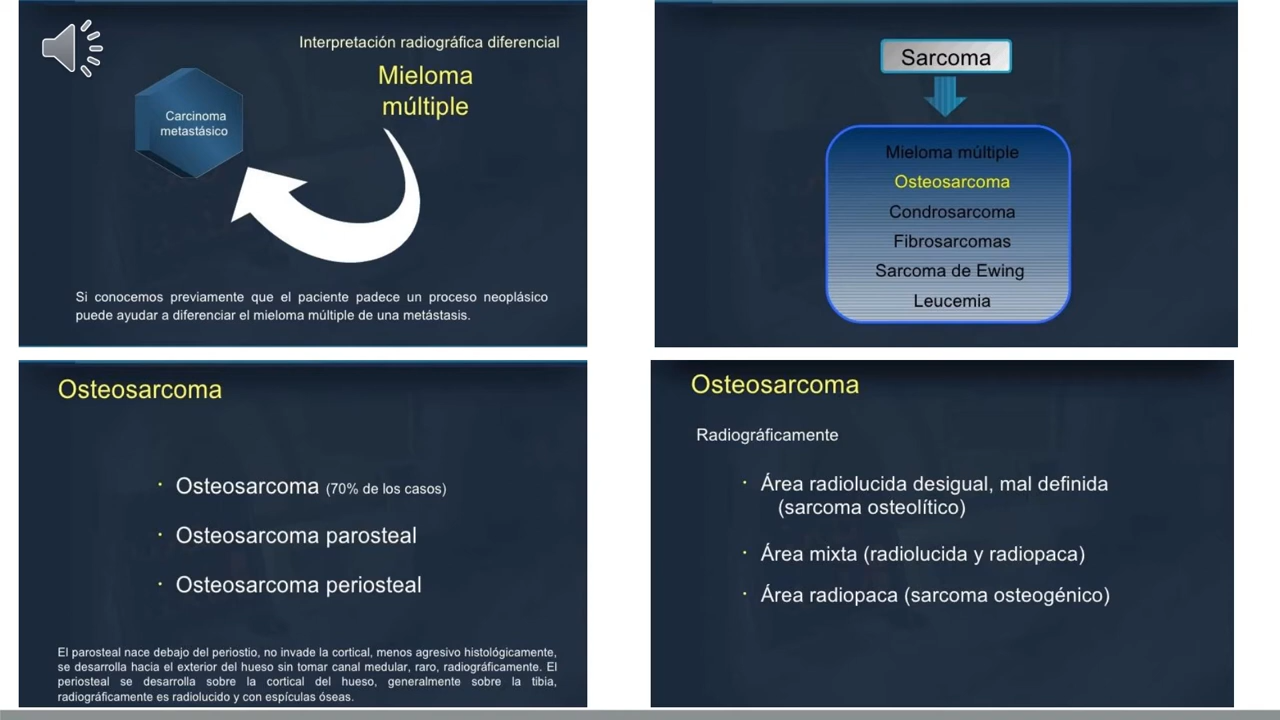 Interpretación radiográfica diferencial
Mieloma
múltiple
Carcinoma
metastásico
Si conocemos previamente que el paciente padece un proceso neoplásico
puede ayudar a diferenciar el mieloma múltiple de una metástasis.
Sarcoma
Mieloma múltiple
Osteosarcoma
Condrosarcoma
Fibrosarcomas
Sarcoma de Ewing
Leucemia
Osteosarcoma
· Osteosarcoma (70% de los casos)
· Osteosarcoma parosteal
· Osteosarcoma periosteal
El parosteal nace debajo del periostio, no invade la cortical, menos agresivo histológicamente,
se desarrolla hacia el exterior del hueso sin tomar canal medular, raro, radiográficamente. El
periosteal se desarrolla sobre la cortical del hueso, generalmente sobre la tibia,
radiográficamente es radiolucido y con espículas óseas.
Osteosarcoma
Radiográficamente
· Área radiolucida desigual, mal definida
(sarcoma osteolítico)
· Área mixta (radiolucida y radiopaca)
· Área radiopaca (sarcoma osteogénico)